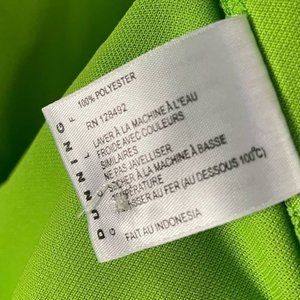 DUNNING
GOLF
100% POLYESTER
RN 128492
LAVER À LA MACHINE À L'EAU
FROIDE AVEC COULEURS
SIMILAIRES
NE PAS JAVELLISER
SÉCHER À LA MACHINE À BASSE
TEMPÉRATURE
REPASSER AU FER (AU DESSOUS 100°C)
FAIT AU INDONESIA